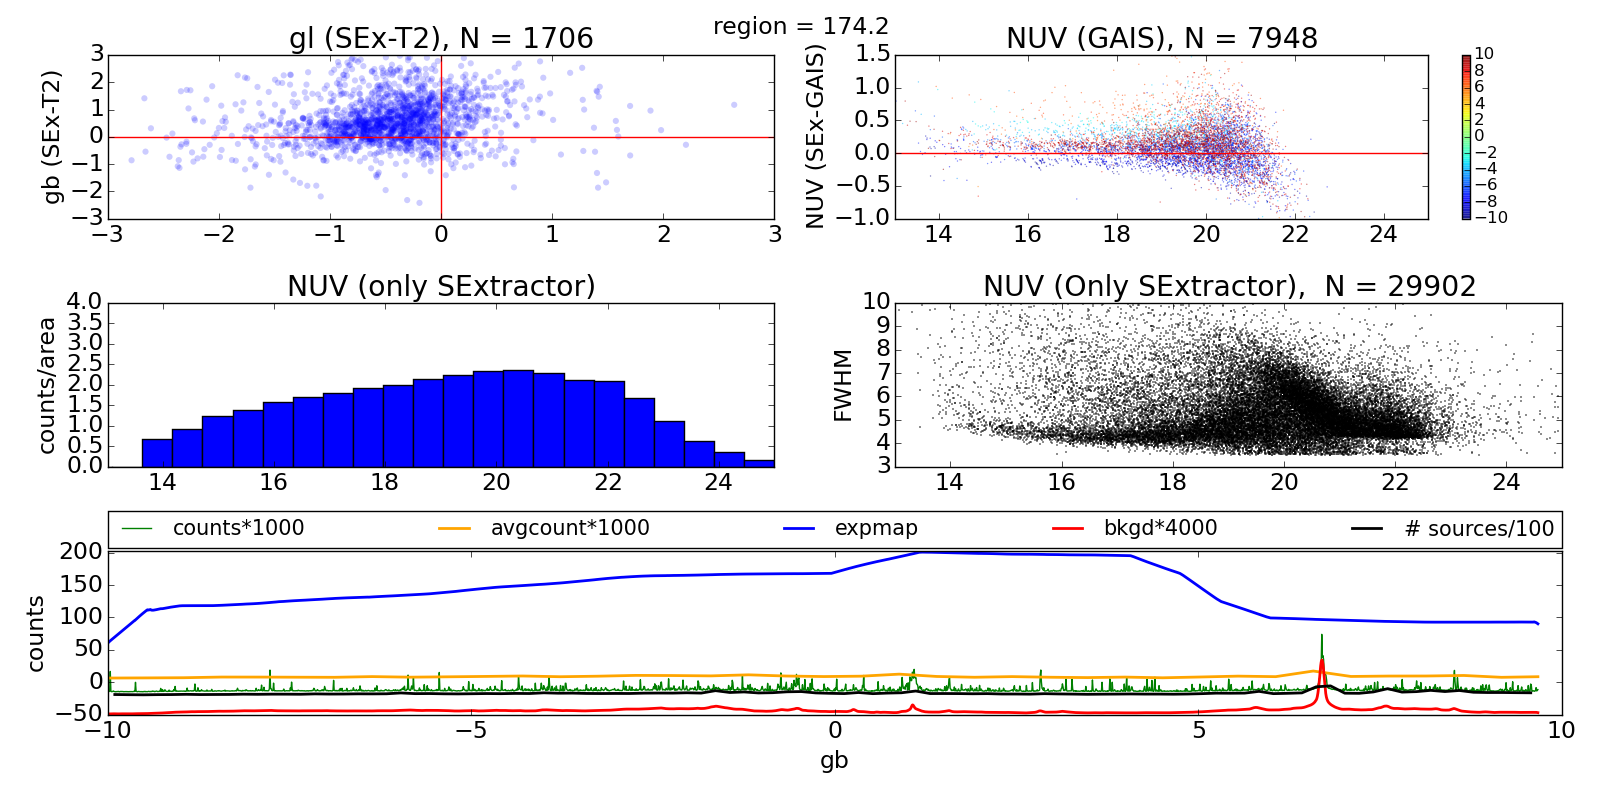 region = 174.2
gl (SEx-T2), N = 1706
gb (SEx-T2)
3
2
1
0
−1
−2
−3
−3 −2 −1 0 1 2 3
NUV (GAIS), N = 7948
NUV (SEx-GAIS)
1.5
1.0
0.5
0.0
−0.5
−1.0
14 16 18 20 22 24
10
8
6
4
2
0
−2
−4
−6
−8
−10
NUV (only SExtractor)
counts/area
4.0
3.5
3.0
2.5
2.0
1.5
1.0
0.5
0.0
14 16 18 20 22 24
NUV (Only SExtractor),  N = 29902
FWHM
10
9
8
7
6
5
4
3
14 16 18 20 22 24
counts*1000 avgcount*1000 expmap bkgd*4000 # sources/100
counts
200
150
100
50
0
−50
−10 −5 0 5 10
gb